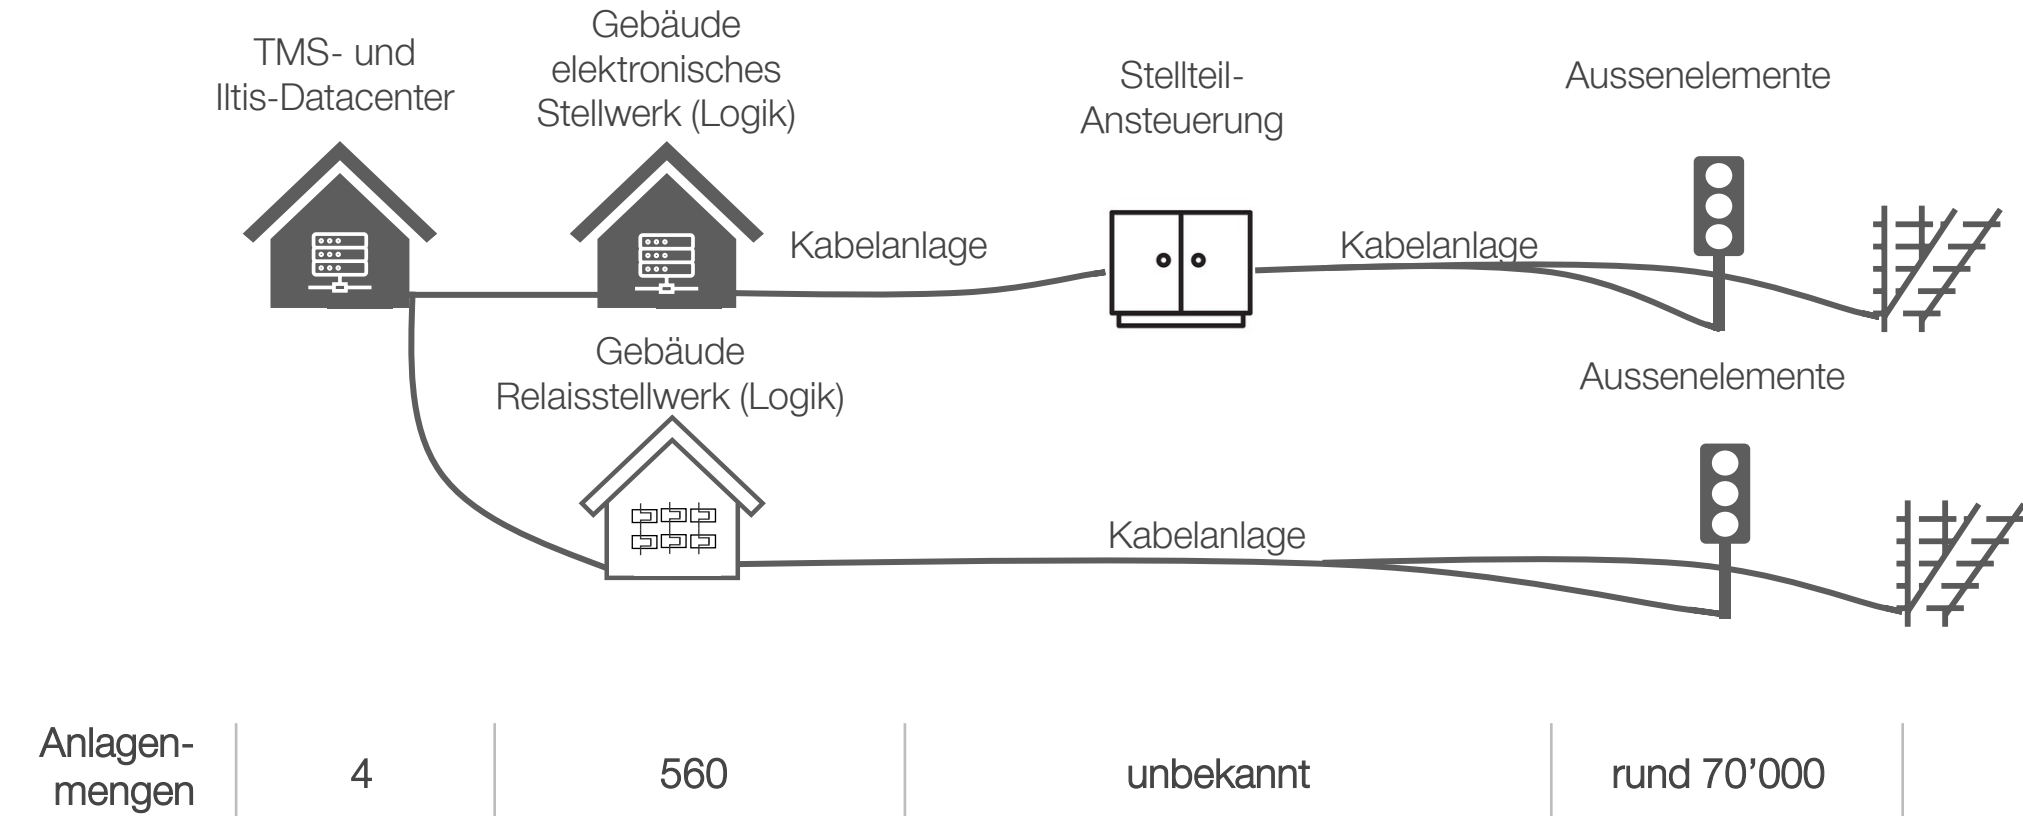 TMS- und
Iltis-Datacenter
Gebäude
elektronisches
Stellwerk (Logik)
Stellteil-
Ansteuerung
Aussenelemente
Kabelanlage
Kabelanlage
Gebäude
Relaisstellwerk (Logik)
Aussenelemente
Kabelanlage
Anlagen-
mengen
4
560
unbekannt
rund 70’000